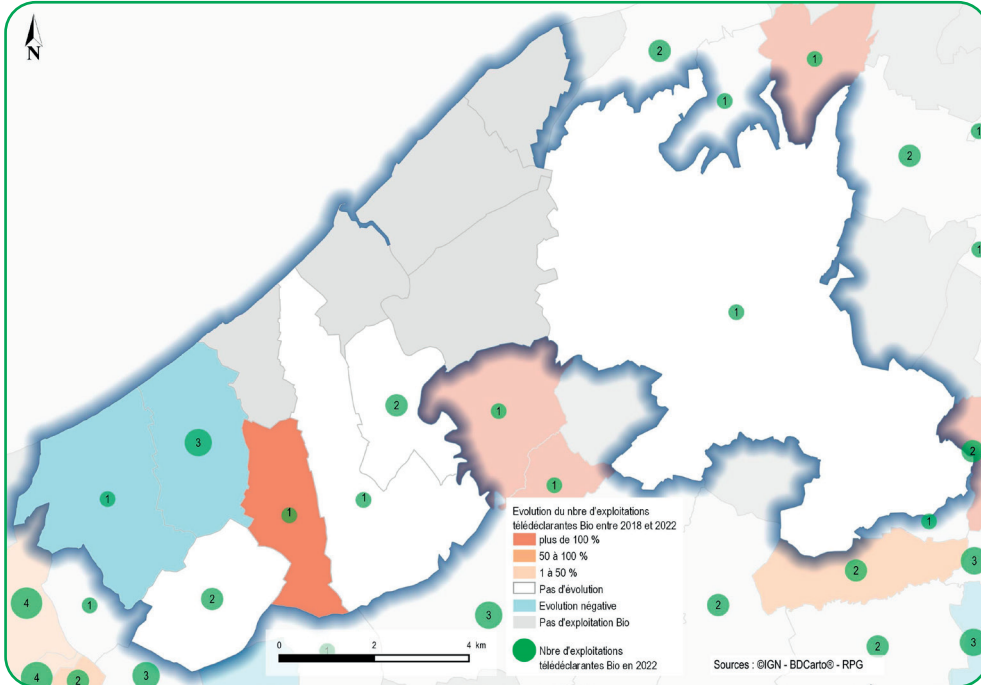 N
2
1
1
2
1
1
1
2
1
3
1
1
1
1
2
1
2
4
1
2
3
1
4
2
3
2
2
2
3
3
Evolution du nbre d'exploitations
télédéclarantes Bio entre 2018 et 2022
plus de 100 %
50 à 100 %
1 à 50 %
Pas d'évolution
Evolution négative
Pas d'exploitation Bio
Nbre d'exploitations
télédéclarantes Bio en 2022
0 2 4 km
Sources : ©IGN - BDCarto® - RPG